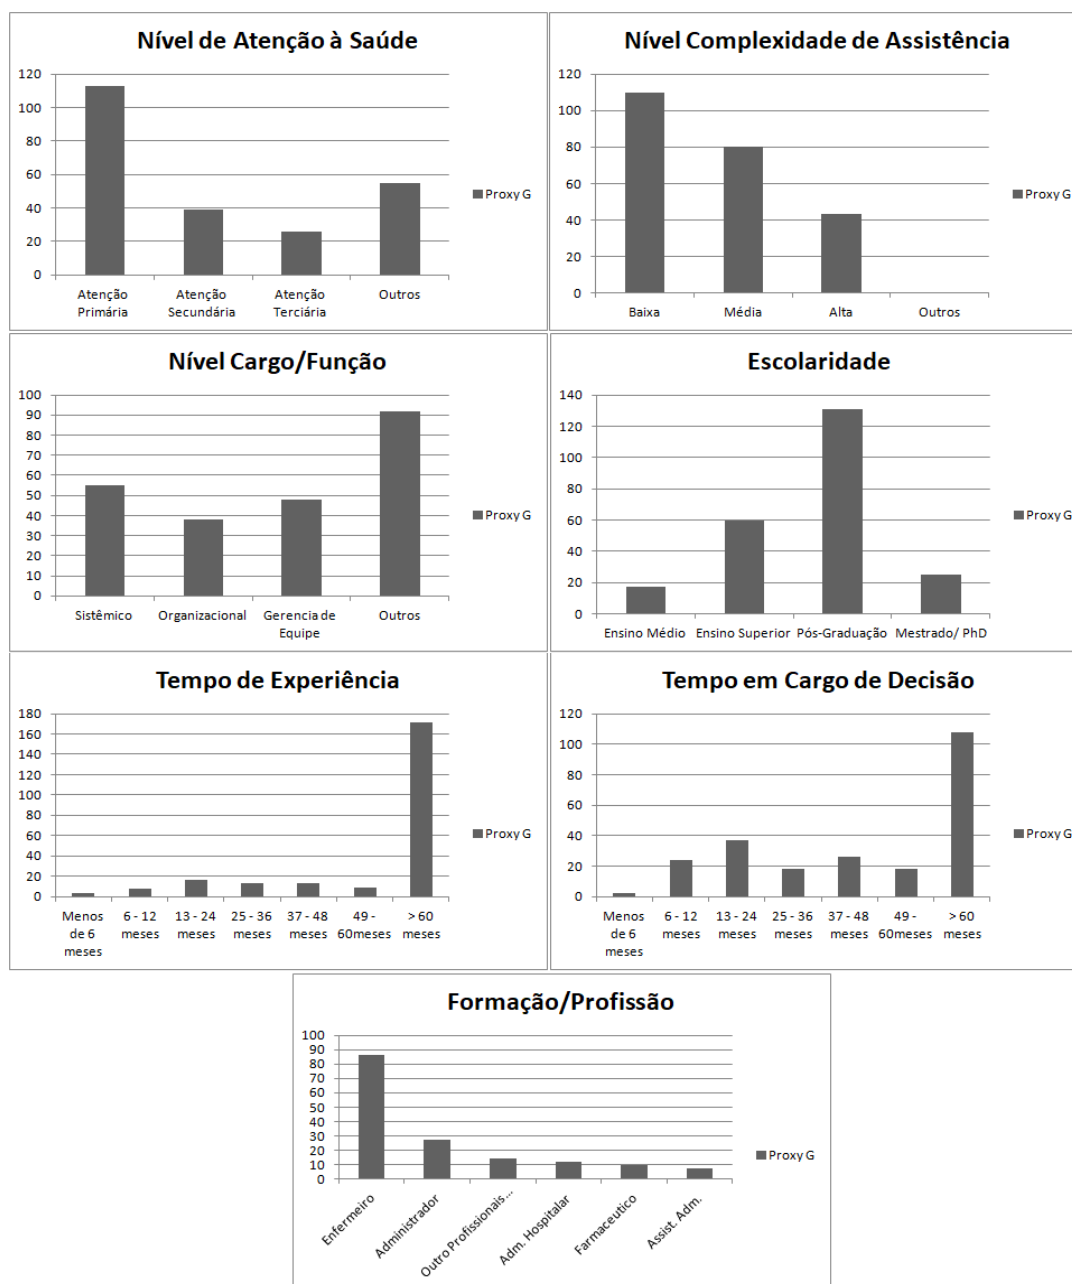 Nível de Atenção à Saúde
120
100
80
60
40
20
0
Atenção Primária
Atenção Secundária
Atenção Terciária
Outros
Proxy G
Nível Complexidade de Assistência
120
100
80
60
40
20
0
Baixa
Média
Alta
Outros
Proxy G
Nível Cargo/Função
100
90
80
70
60
50
40
30
20
10
0
Sistêmico
Organizacional
Gerencia de Equipe
Outros
Proxy G
Escolaridade
140
120
100
80
60
40
20
0
Ensino Médio
Ensino Superior
Pós-Graduação
Mestrado/ PhD
Proxy G
Tempo de Experiência
180
160
140
120
100
80
60
40
20
0
Menos de 6 meses
6 - 12 meses
13 - 24 meses
25 - 36 meses
37 - 48 meses
49 - 60meses
> 60 meses
Proxy G
Tempo em Cargo de Decisão
120
100
80
60
40
20
0
Menos de 6 meses
6 - 12 meses
13 - 24 meses
25 - 36 meses
37 - 48 meses
49 - 60meses
> 60 meses
Proxy G
Formação/Profissão
100
90
80
70
60
50
40
30
20
10
0
Enfermeiro
Administrador
Outro Profissionais...
Adm. Hospitalar
Farmaceutico
Assist. Adm.
Proxy G